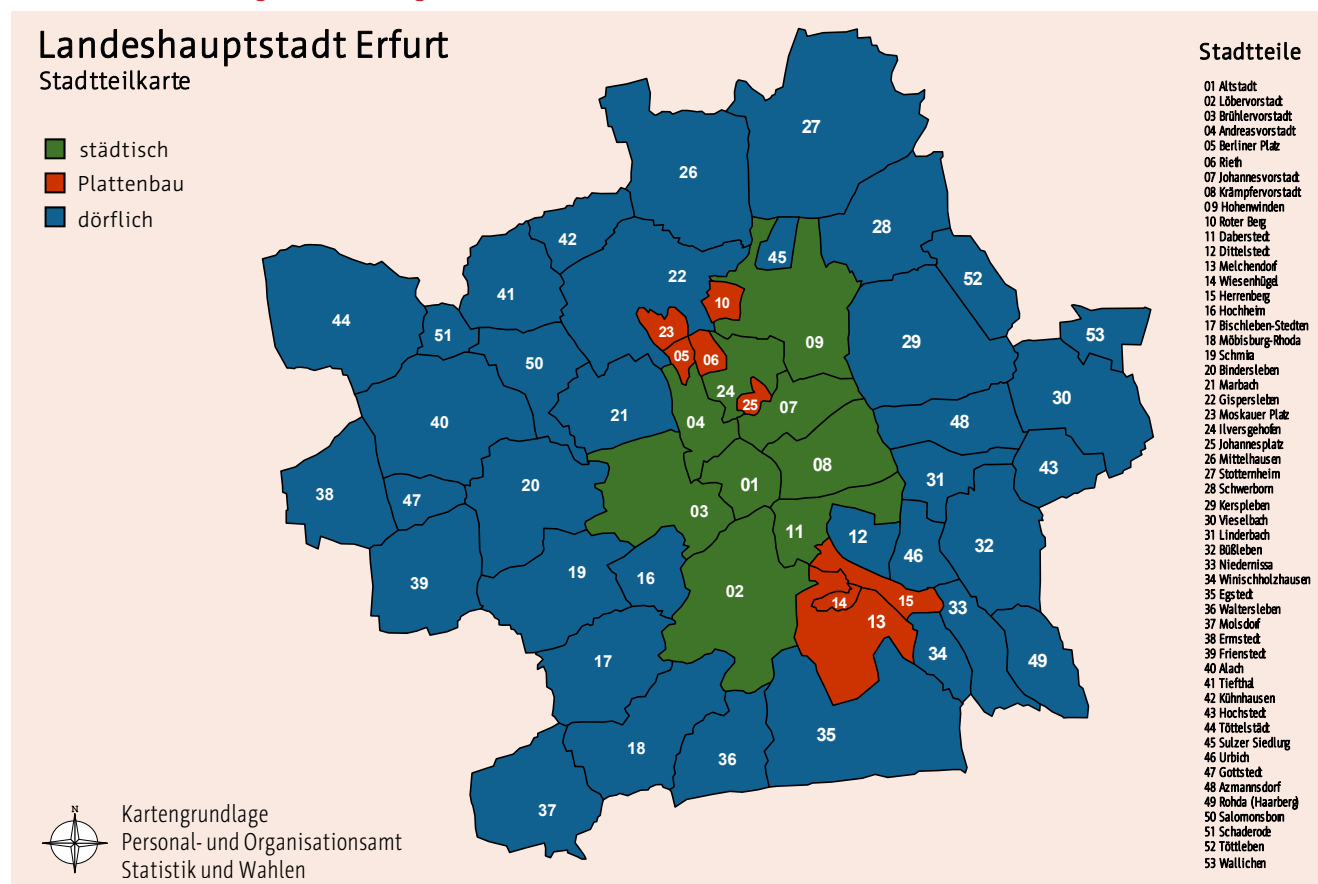 Landeshauptstadt Erfurt
Stadtteilkarte
städtisch
Plattenbau
dörflich
27
26
28
42
45
22
52
41
10
44
23
51
53
09
29
05
06
50
24
30
25
07
21
40
04
48
08
43
31
01
20
38
47
03
11
12
32
46
19
16
39
02
14
15
33
13
34
17
49
35
18
36
37
N
Kartengrundlage
Personal- und Organisationsamt
Statistik und Wahlen
Stadtteile
01 Altstadt
02 Löbervorstadt
03 Brühlervorstadt
04 Andreasvorstadt
05 Berliner Platz
06 Rieth
07 Johannesvorstadt
08 Krämpfervorstadt
09 Hohenwinden
10 Roter Berg
11 Daberstedt
12 Dittelstedt
13 Melchendorf
14 Wiesenhügel
15 Herrenberg
16 Hochheim
17 Bischleben-Stedten
18 Möbisburg-Rhoda
19 Schmira
20 Bindersleben
21 Marbach
22 Gispersleben
23 Moskauer Platz
24 Ilversgehofen
25 Johannesplatz
26 Mittelhausen
27 Stotternheim
28 Schwerborn
29 Kerspleben
30 Vieselbach
31 Linderbach
32 Büßleben
33 Niedernissa
34 Winischholzhausen
35 Egstedt
36 Waltersleben
37 Molsdorf
38 Ermstedt
39 Frienstedt
40 Alach
41 Tiefthal
42 Kühnhausen
43 Hochstedt
44 Töttelstädt
45 Sulzer Siedlung
46 Urbich
47 Gottstedt
48 Azmannsdorf
49 Rohda (Haarberg)
50 Salomonsborn
51 Schaderode
52 Töttleben
53 Wallichen